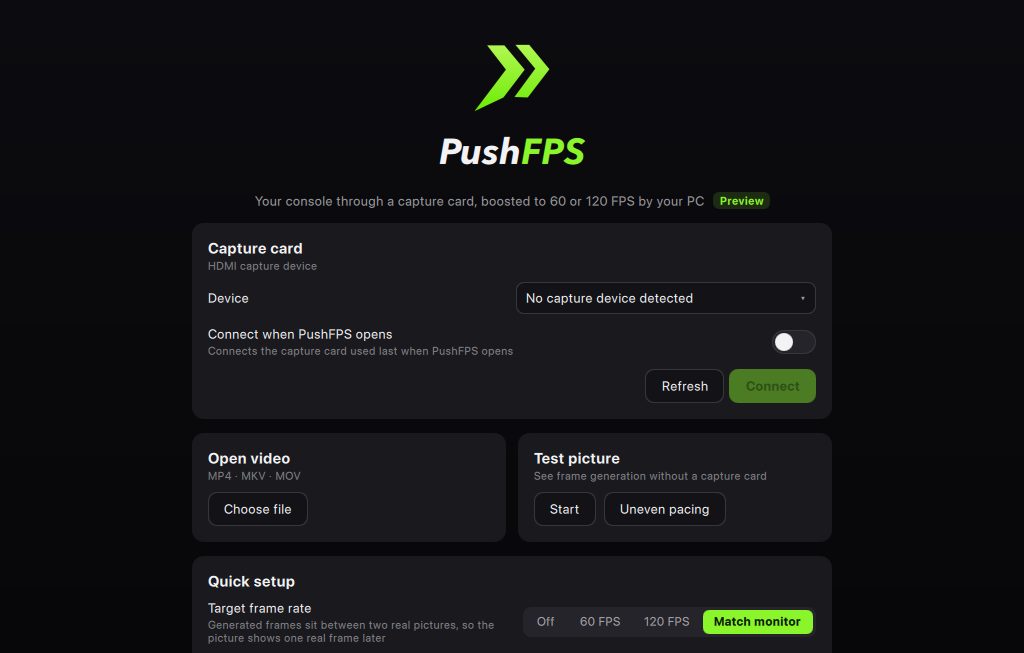 PushFPS
Your console through a capture card, boosted to 60 or 120 FPS by your PC Preview
Capture card
HDMI capture device
Device No capture device detected
Connect when PushFPS opens
Connects the capture card used last when PushFPS opens
Refresh Connect
Open video
MP4 · MKV · MOV
Choose file
Test picture
See frame generation without a capture card
Start Uneven pacing
Quick setup
Target frame rate
Generated frames sit between two real pictures, so the
picture shows one real frame later
Off 60 FPS 120 FPS Match monitor